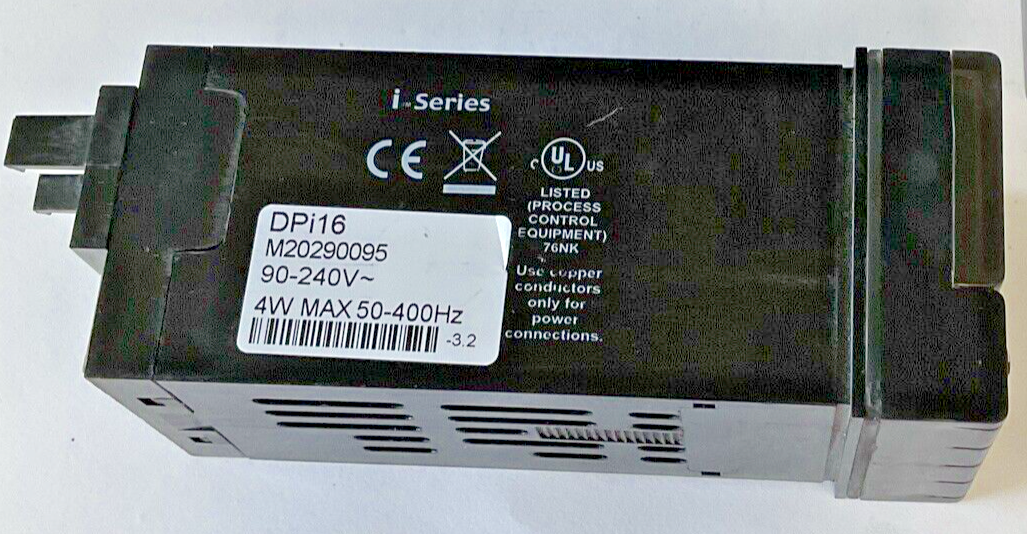 i-Series
CE
c UL US
LISTED
(PROCESS
CONTROL
EQUIPMENT)
76NK
Use copper
conductors
only for
power
connections.
DPi16
M20290095
90-240V~
4W MAX 50-400Hz
-3.2